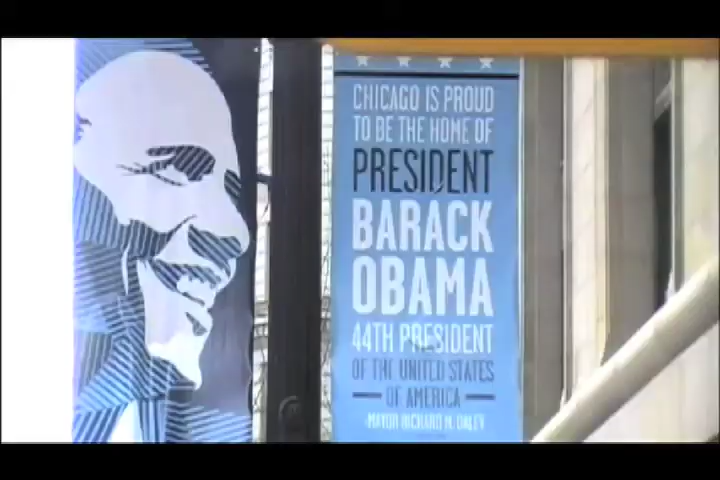 CHICAGO IS PROUD
TO BE THE HOME OF
PRESIDENT
BARACK
OBAMA
44TH PRESIDENT
OF THE UNITED STATES
OF AMERICA
MAYOR RICHARD M. DALEY